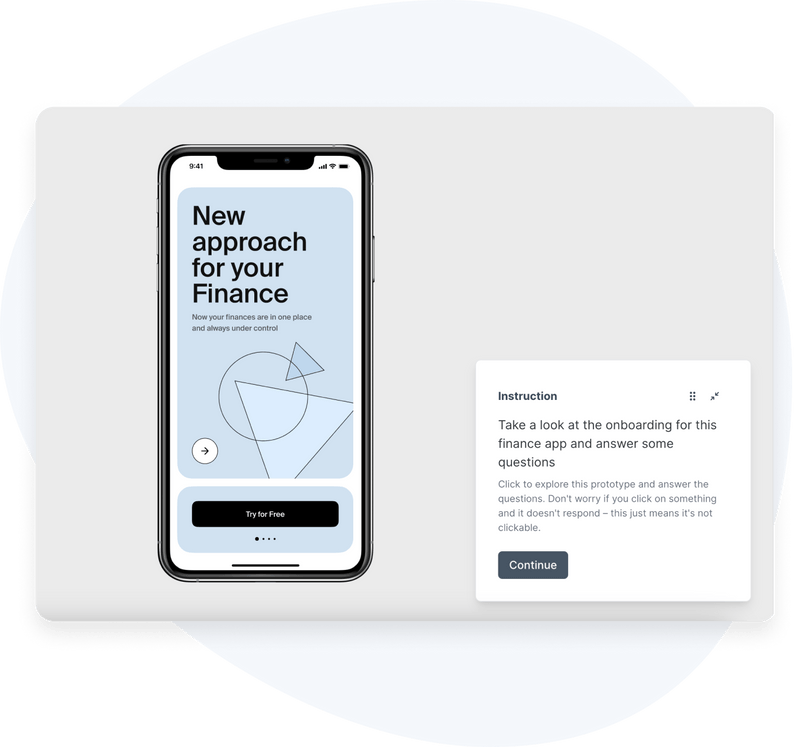 9:41
New
approach
for your
Finance
Now your finances are in one place
and always under control
Try for Free
Instruction
Take a look at the onboarding for this
finance app and answer some
questions
Click to explore this prototype and answer the
questions. Don't worry if you click on something
and it doesn't respond – this just means it's not
clickable.
Continue